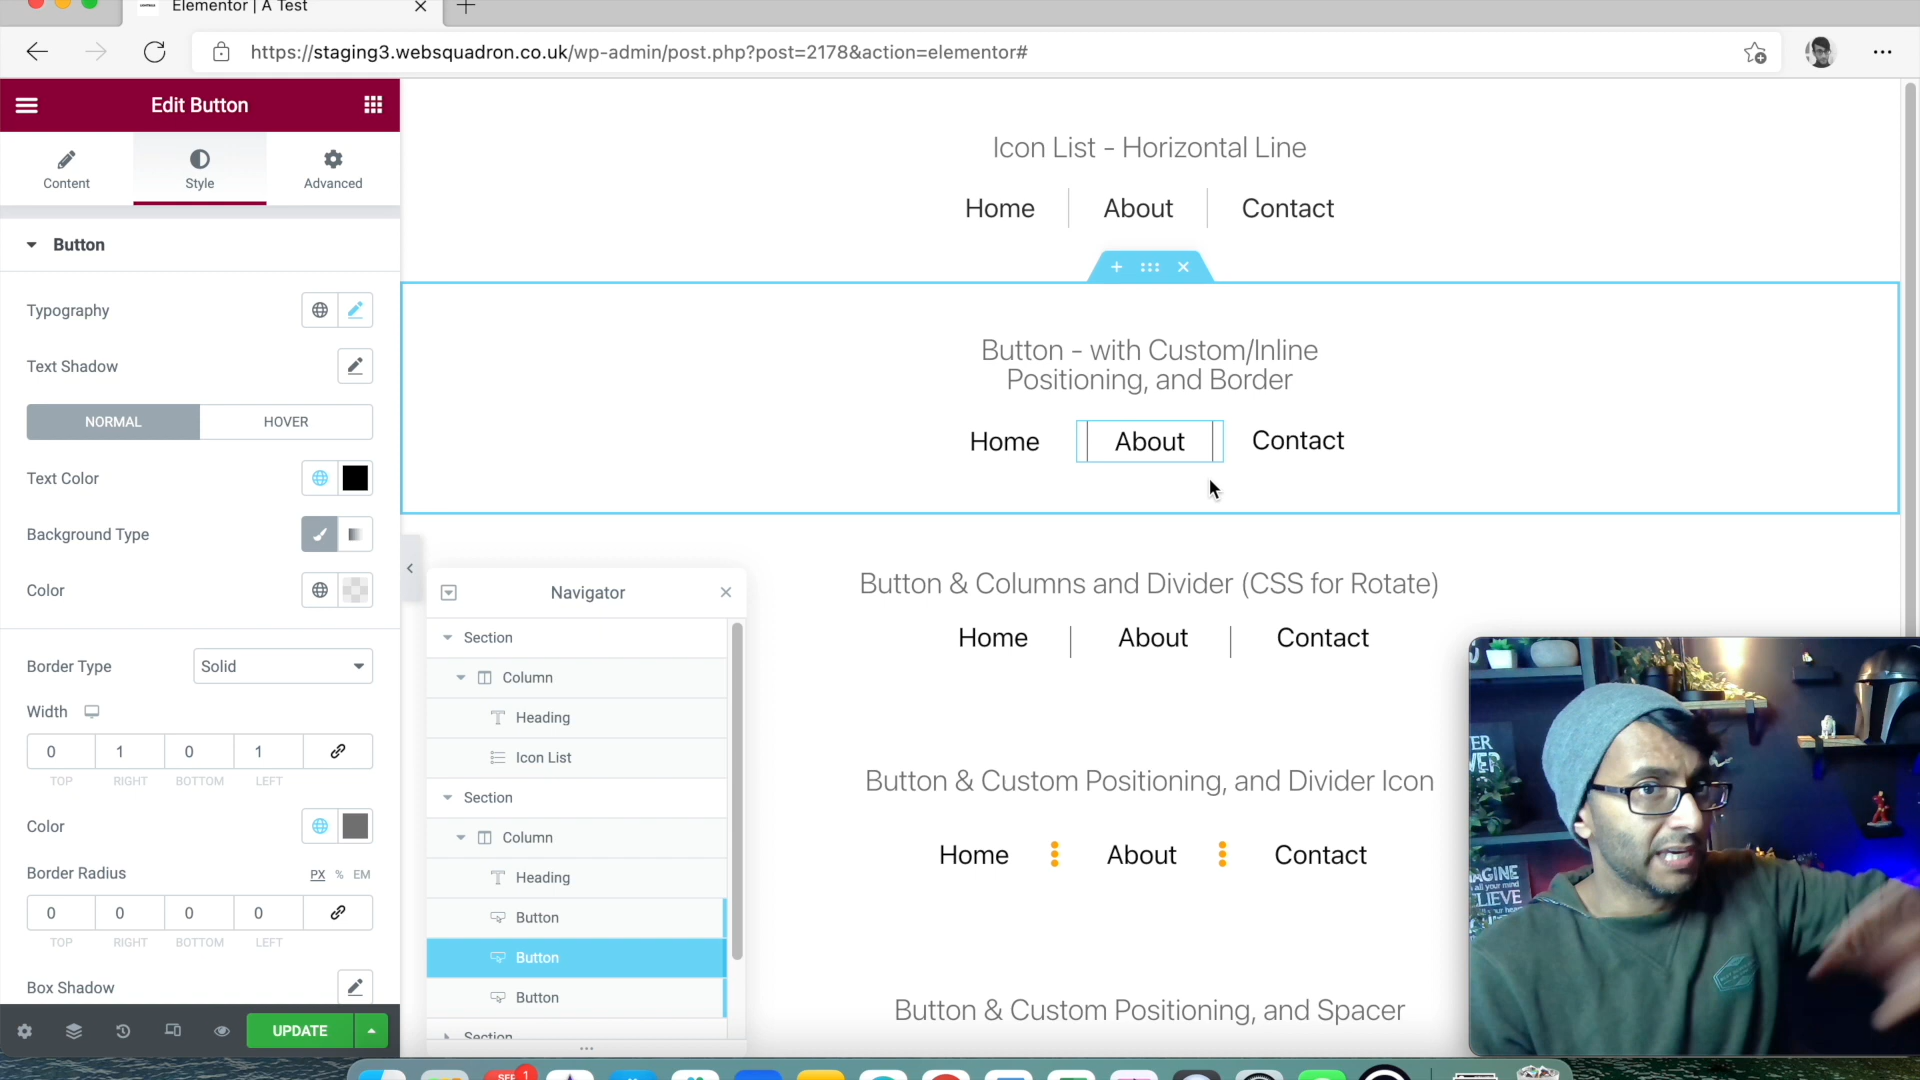 Elementor | A Test
https://staging3.websquadron.co.uk/wp-admin/post.php?post=2178&action=elementor#
Edit Button
Content
Style
Advanced
Button
Typography
Text Shadow
NORMAL
HOVER
Text Color
Background Type
Color
Border Type
Solid
Width
0
1
0
1
TOP
RIGHT
BOTTOM
LEFT
Color
Border Radius
PX
%
EM
0
0
0
0
TOP
RIGHT
BOTTOM
LEFT
Box Shadow
UPDATE
Icon List - Horizontal Line
Home
About
Contact
Button - with Custom/Inline
Positioning, and Border
Home
About
Contact
Button & Columns and Divider (CSS for Rotate)
Home
About
Contact
Button & Custom Positioning, and Divider Icon
Home
About
Contact
Button & Custom Positioning, and Spacer
Navigator
Section
Column
Heading
Icon List
Section
Column
Heading
Button
Button
Button
Section
SEP
1